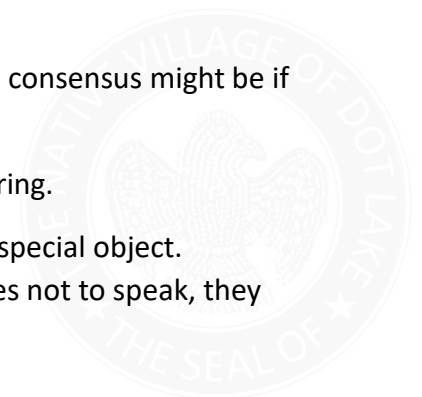 consensus might be if
ring.
special object.
es not to speak, they
THE NATIVE VILLAGE OF DOT LAKE
THE SEAL OF